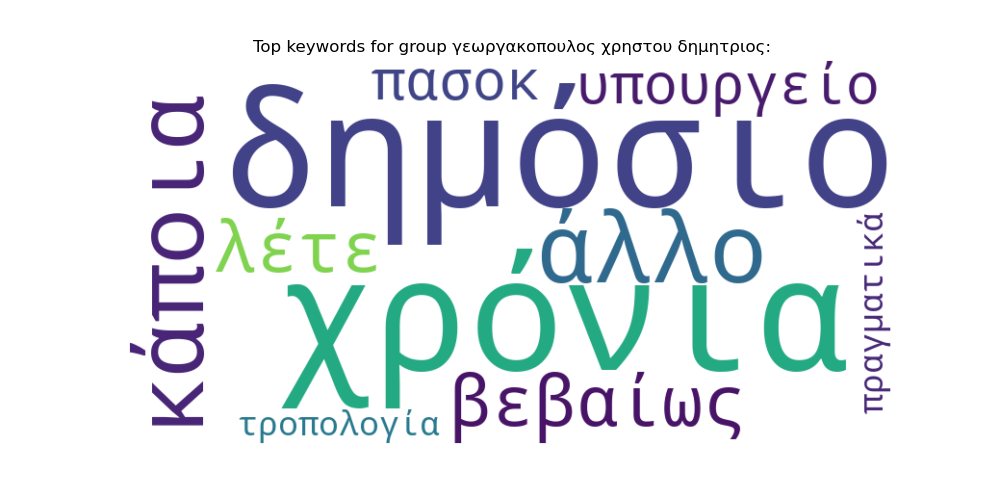 Top keywords for group γεωργακοπουλος χρηστου δημητριος:
πασοκ
υπουργείο
κάποια
δημόσιο
λέτε
άλλο
πραγματικά
χρόνια
βεβαίως
τροπολογία